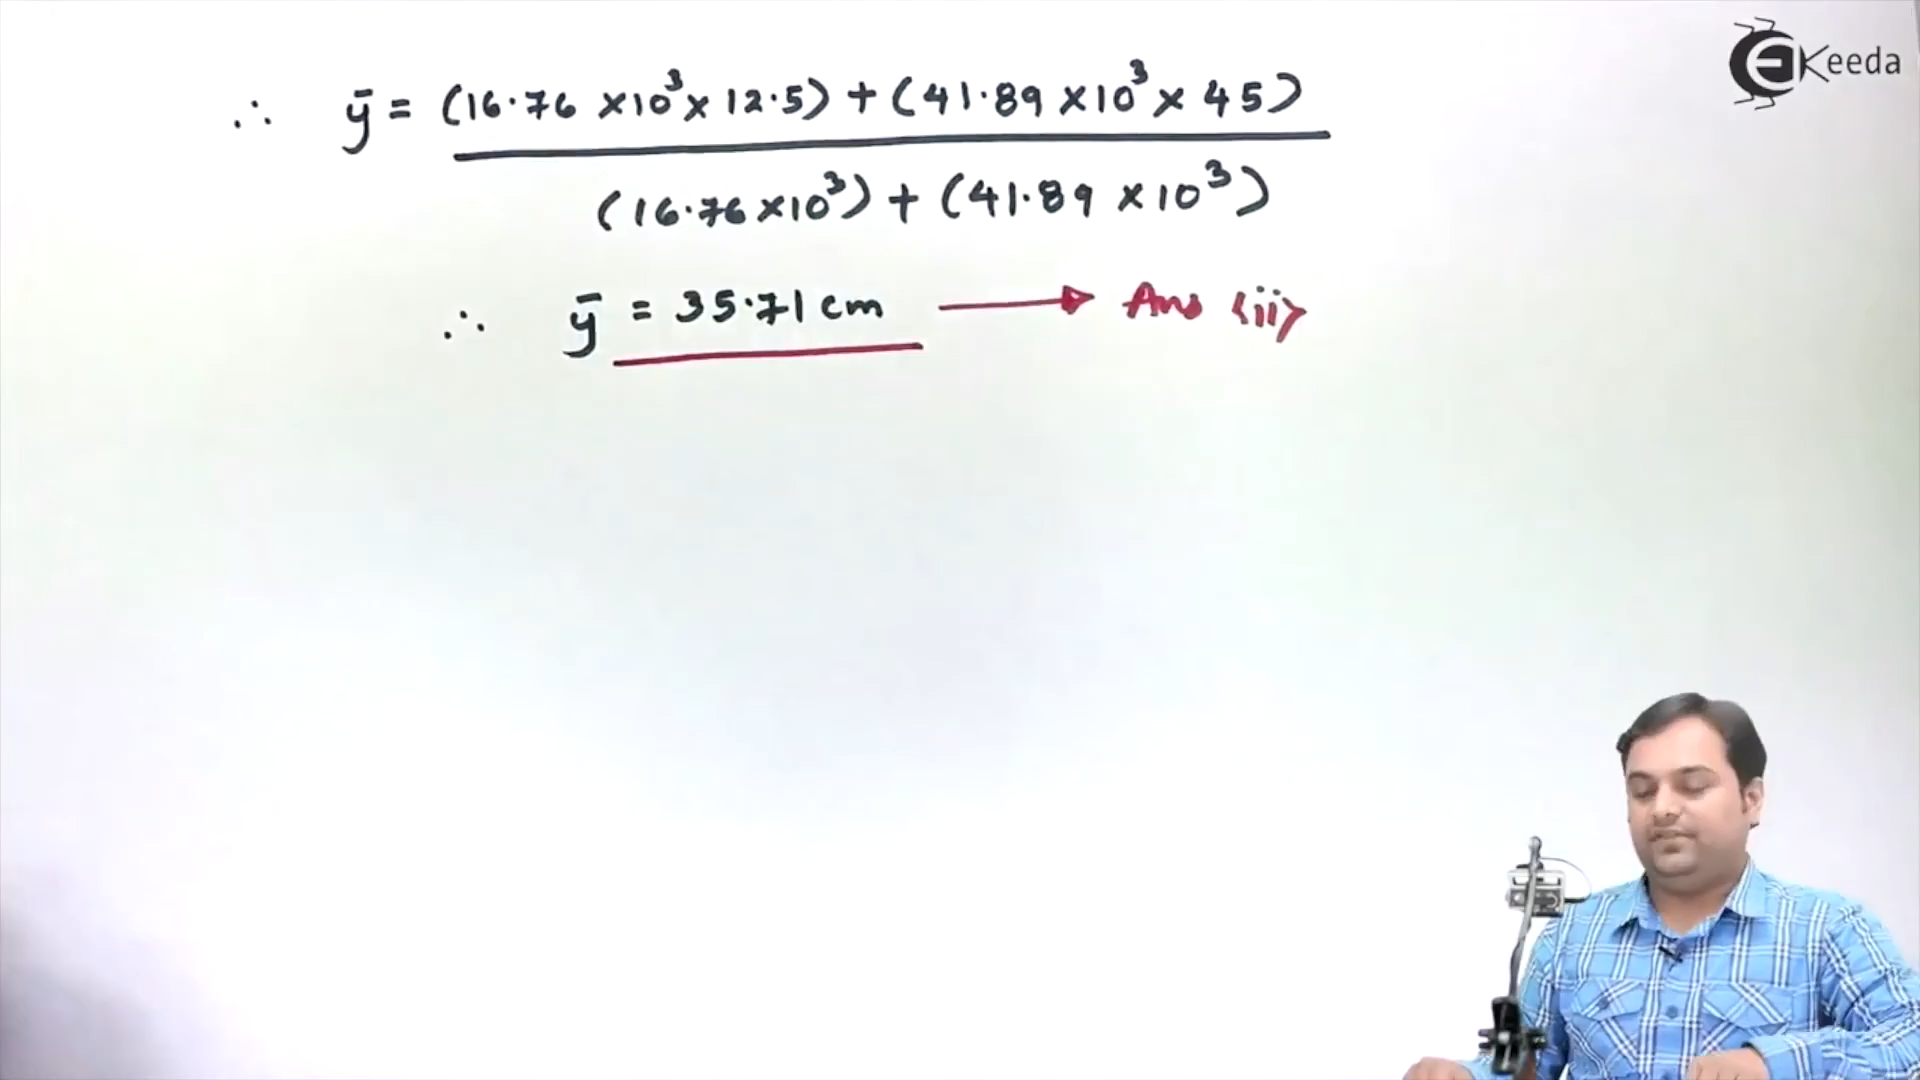 EKeeda
∴ ȳ = (16.76 ×10³× 12.5) + (41.89 ×10³ × 45)
(16.76 ×10³) + (41.89 ×10³)
∴ ȳ = 35.71 cm → Ans (ii)